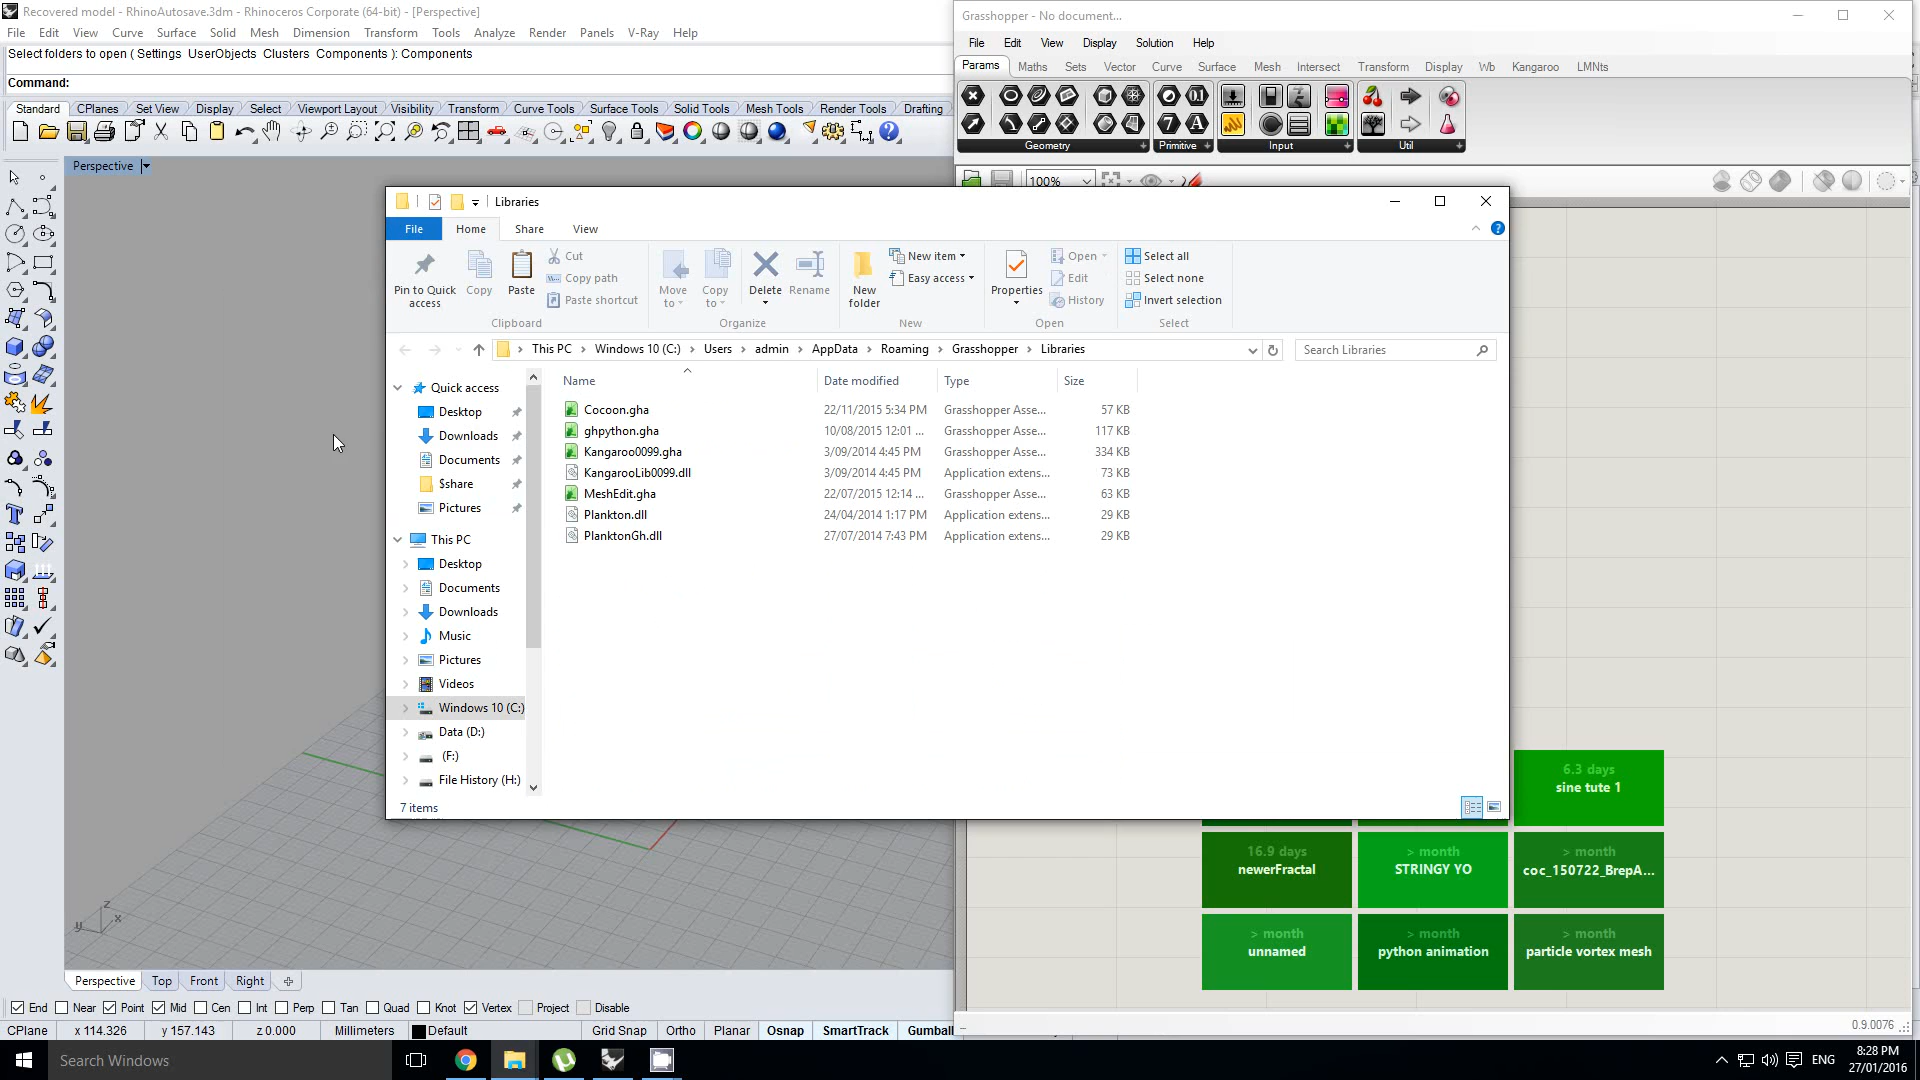 Recovered model - RhinoAutosave.3dm - Rhinoceros Corporate (64-bit) - [Perspective]
File Edit View Curve Surface Solid Mesh Dimension Transform Tools Analyze Render Panels V-Ray Help
Select folders to open ( Settings UserObjects Clusters Components ): Components
Command:
Standard CPlanes Set View Display Select Viewport Layout Visibility Transform Curve Tools Surface Tools Solid Tools Mesh Tools Render Tools Drafting
Perspective
Grasshopper - No document...
File Edit View Display Solution Help
Params Maths Sets Vector Curve Surface Mesh Intersect Transform Display Wb Kangaroo LMNts
Geometry Primitive Input Util
100%
Libraries
File Home Share View
Pin to Quick access
Copy
Paste
Cut
Copy path
Paste shortcut
Clipboard
Move to
Copy to
Delete
Rename
Organize
New folder
New item
Easy access
New
Properties
Open
Edit
History
Open
Select all
Select none
Invert selection
Select
This PC Windows 10 (C:) Users admin AppData Roaming Grasshopper Libraries
Search Libraries
Quick access
Desktop
Downloads
Documents
$share
Pictures
This PC
Desktop
Documents
Downloads
Music
Pictures
Videos
Windows 10 (C:)
Data (D:)
(F:)
File History (H:)
Name Date modified Type Size
Cocoon.gha 22/11/2015 5:34 PM Grasshopper Asse... 57 KB
ghpython.gha 10/08/2015 12:01 ... Grasshopper Asse... 117 KB
Kangaroo0099.gha 3/09/2014 4:45 PM Grasshopper Asse... 334 KB
KangarooLib0099.dll 3/09/2014 4:45 PM Application extens... 73 KB
MeshEdit.gha 22/07/2015 12:14 ... Grasshopper Asse... 63 KB
Plankton.dll 24/04/2014 1:17 PM Application extens... 29 KB
PlanktonGh.dll 27/07/2014 7:43 PM Application extens... 29 KB
7 items
6.3 days
sine tute 1
16.9 days
newerFractal
> month
STRINGY YO
> month
coc_150722_BrepA...
> month
unnamed
> month
python animation
> month
particle vortex mesh
0.9.0076
z
y
x
Perspective Top Front Right
End Near Point Mid Cen Int Perp Tan Quad Knot Vertex Project Disable
CPlane x 114.326 y 157.143 z 0.000 Millimeters Default Grid Snap Ortho Planar Osnap SmartTrack Gumball
Search Windows
ENG
8:28 PM
27/01/2016